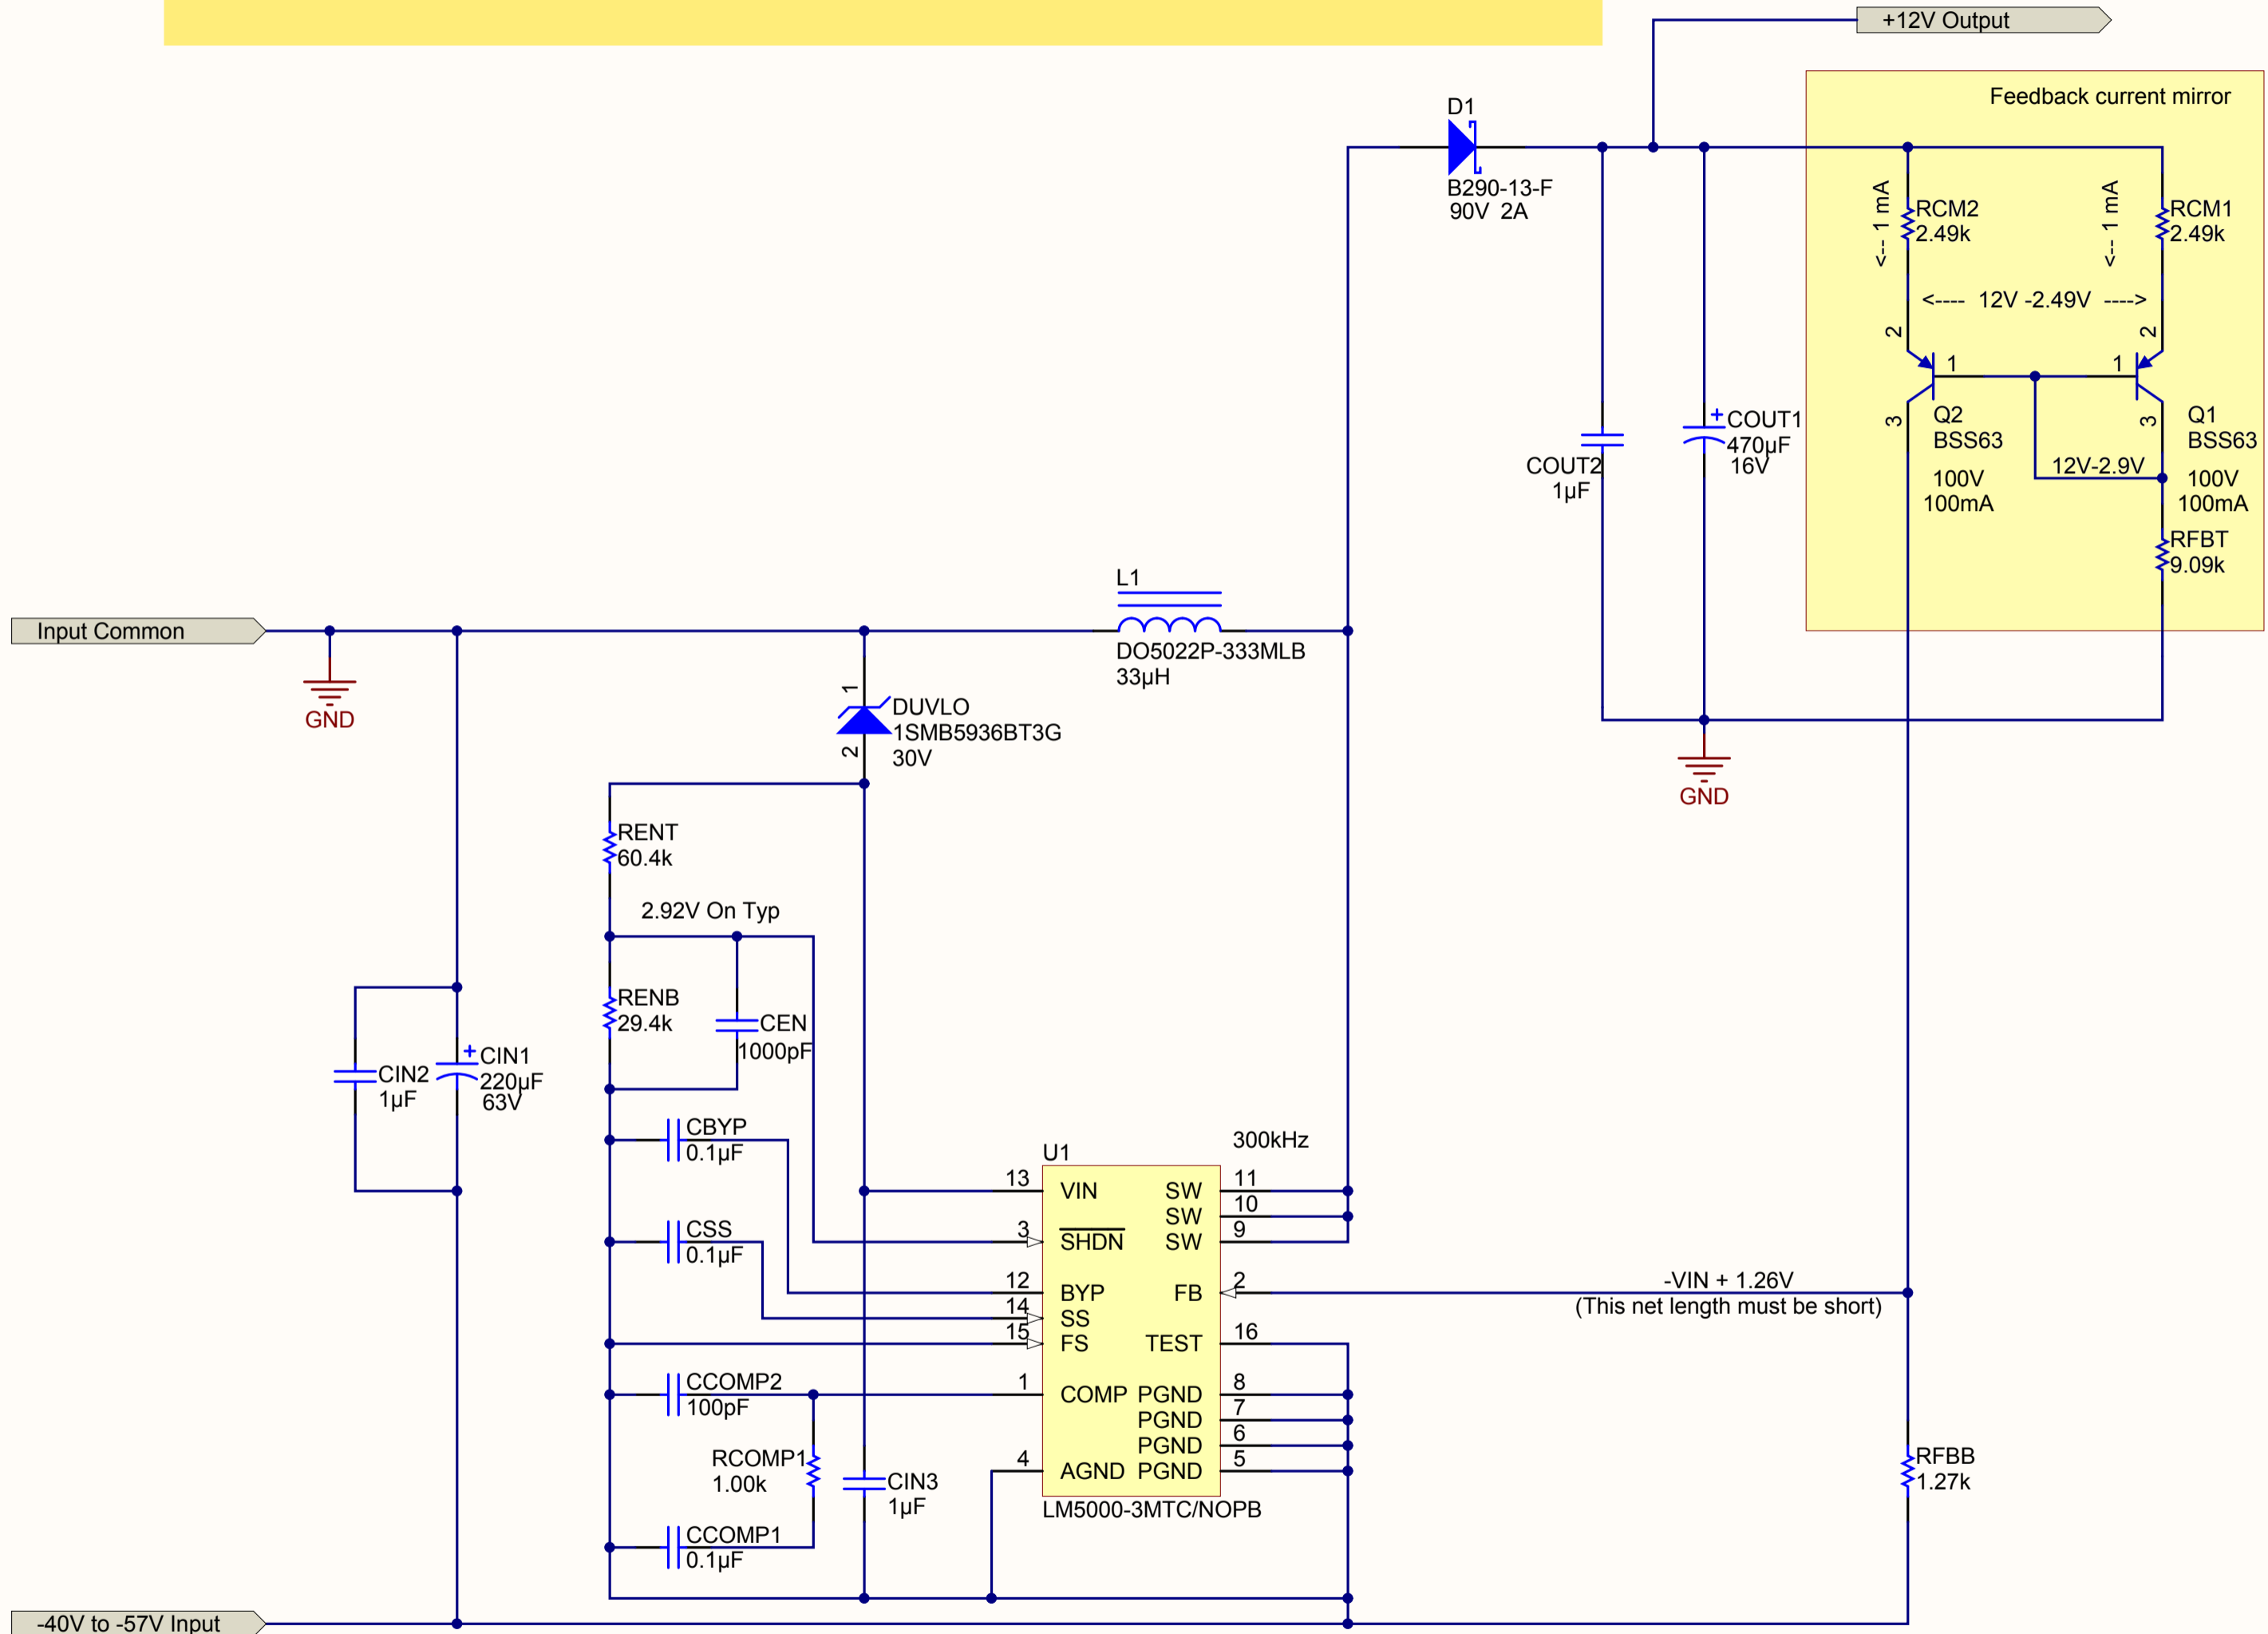 +12V Output
Feedback current mirror
D1
B290-13-F
90V 2A
<-- 1 mA
RCM2
2.49k
<-- 1 mA
RCM1
2.49k
<---- 12V -2.49V ---->
2
2
1
1
3
Q2
BSS63
100V
100mA
3
Q1
BSS63
100V
100mA
12V-2.9V
RFBT
9.09k
+
COUT1
470µF
16V
COUT2
1µF
GND
L1
DO5022P-333MLB
33µH
Input Common
GND
1
DUVLO
1SMB5936BT3G
30V
2
RENT
60.4k
2.92V On Typ
RENB
29.4k
CEN
1000pF
CIN2
1µF
+
CIN1
220µF
63V
CBYP
0.1µF
CSS
0.1µF
CCOMP2
100pF
RCOMP1
1.00k
CCOMP1
0.1µF
CIN3
1µF
U1
300kHz
13 VIN SW 11
SW 10
3 SHDN SW 9
12 BYP FB 2
14 SS
15 FS TEST 16
1 COMP PGND 8
PGND 7
PGND 6
4 AGND PGND 5
LM5000-3MTC/NOPB
-VIN + 1.26V
(This net length must be short)
RFBB
1.27k
-40V to -57V Input